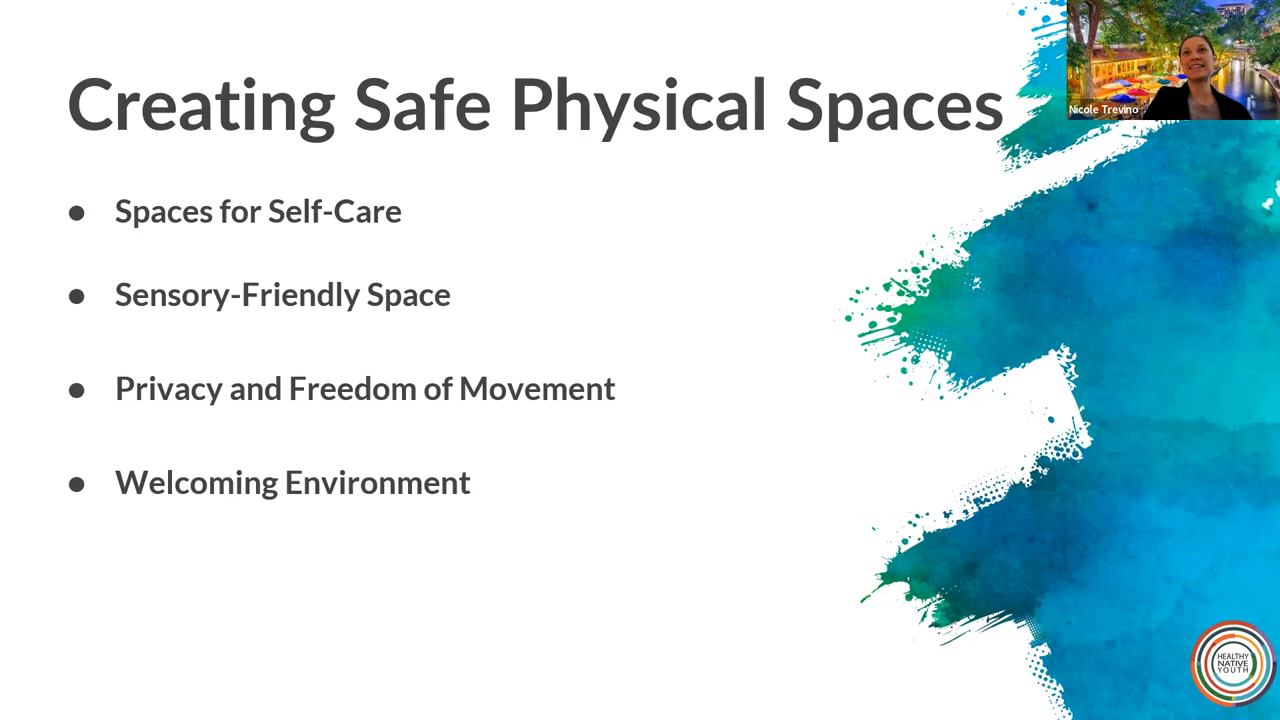 Creating Safe Physical Spaces
Nicole Trevino
● Spaces for Self-Care
● Sensory-Friendly Space
● Privacy and Freedom of Movement
● Welcoming Environment
HEALTHY
NATIVE
YOUTH